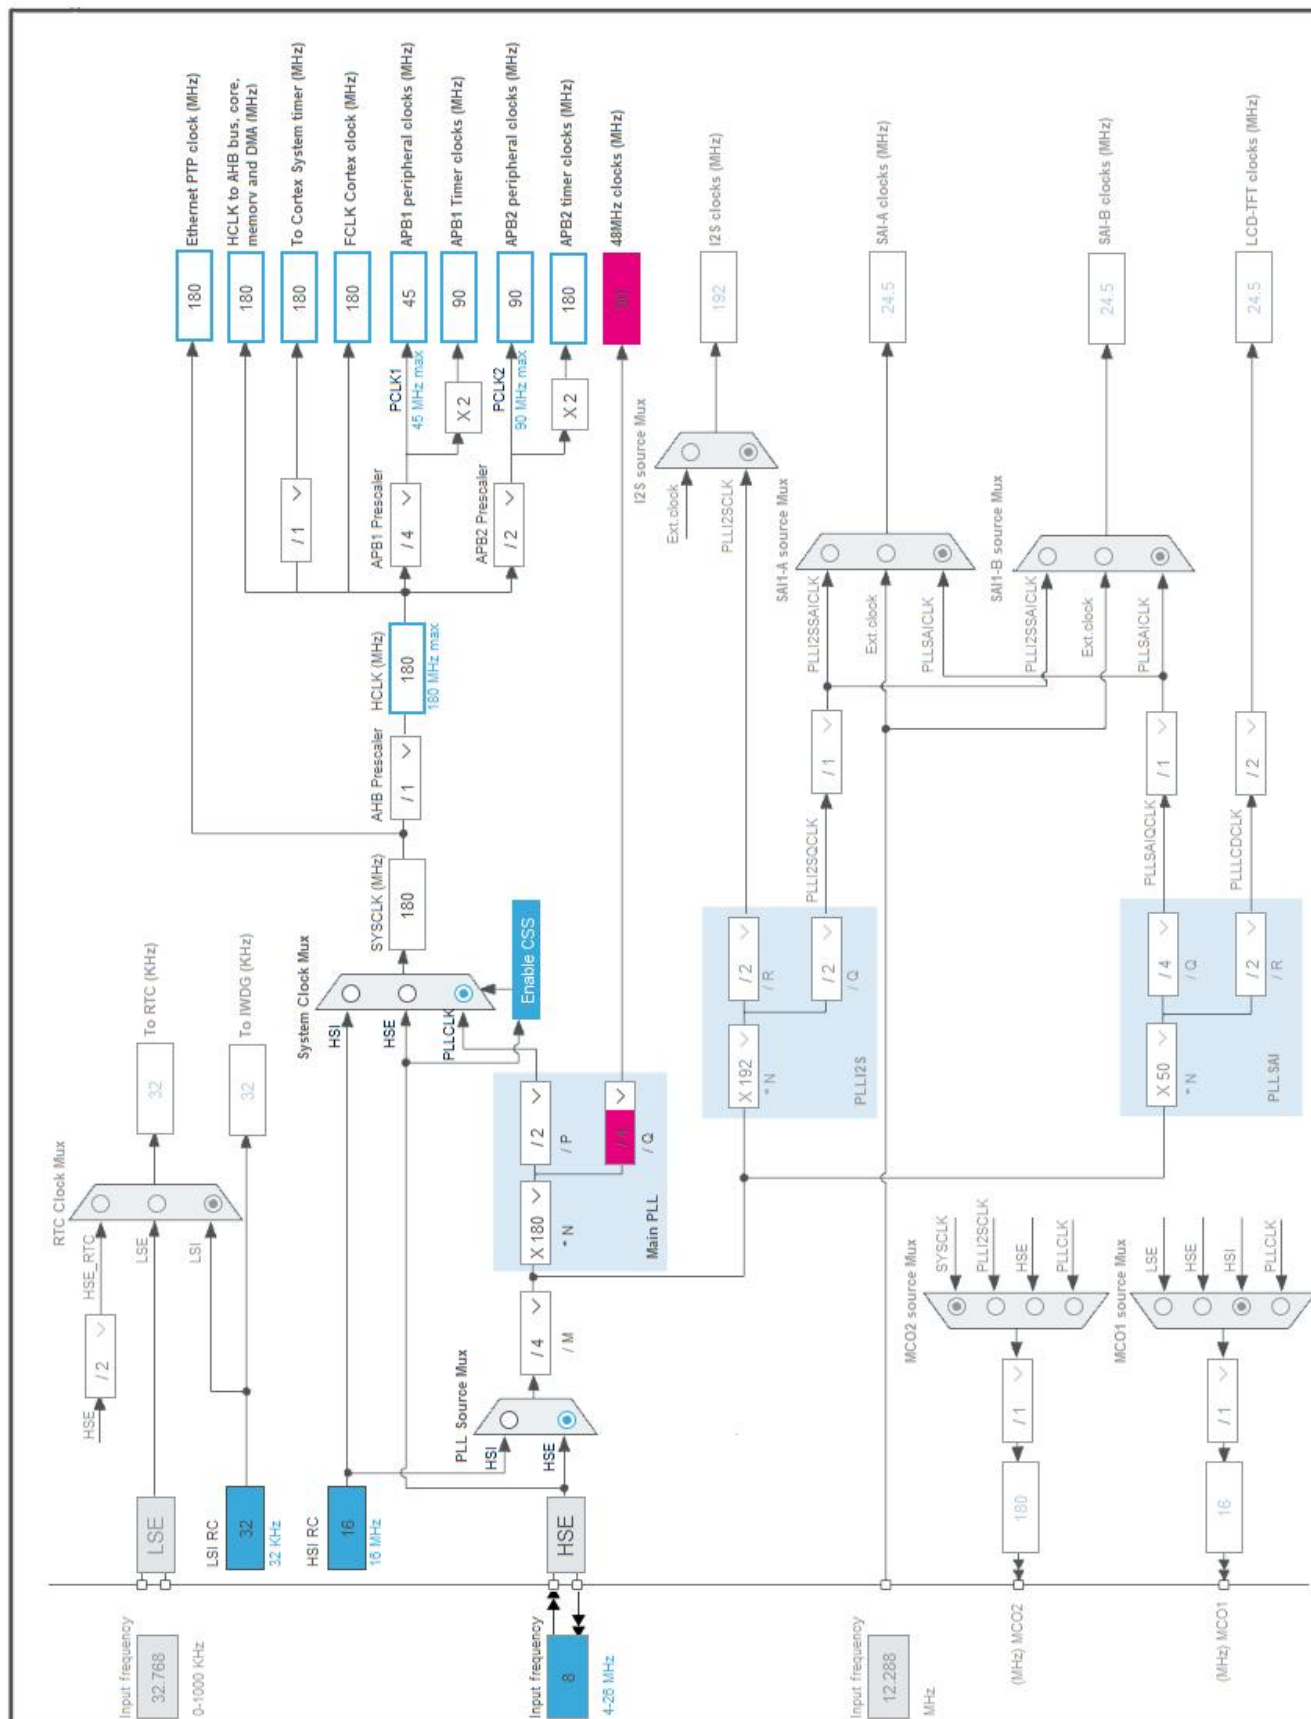 Input frequency
32.768
0-1000 KHz
LSE
HSE
/ 2
HSE_RTC
LSE
LSI
RTC Clock Mux
32
To RTC (KHz)
LSI RC
32
32 KHz
32
To IWDG (KHz)
HSI RC
16
16 MHz
Input frequency
8
4-26 MHz
HSE
PLL Source Mux
HSI
HSE
/ 4
/ M
Main PLL
X 180
* N
/ 2
/ P
/ 4
/ Q
System Clock Mux
HSI
HSE
PLLCLK
Enable CSS
SYSCLK (MHz)
180
AHB Prescaler
/ 1
HCLK (MHz)
180
180 MHz max
/ 1
APB1 Prescaler
/ 4
PCLK1
45 MHz max
X 2
APB2 Prescaler
/ 2
PCLK2
90 MHz max
X 2
180
Ethernet PTP clock (MHz)
180
HCLK to AHB bus, core,
memory and DMA (MHz)
180
To Cortex System timer (MHz)
180
FCLK Cortex clock (MHz)
45
APB1 peripheral clocks (MHz)
90
APB1 Timer clocks (MHz)
90
APB2 peripheral clocks (MHz)
180
APB2 timer clocks (MHz)
90
48MHz clocks (MHz)
PLLI2S
X 192
* N
/ 2
/ R
/ 2
/ Q
PLLI2SQCLK
/ 1
I2S source Mux
Ext.clock
PLLI2SCLK
192
I2S clocks (MHz)
SAI1-A source Mux
PLLI2SSAICLK
Ext.clock
PLLSAICLK
24.5
SAI-A clocks (MHz)
SAI1-B source Mux
PLLI2SSAICLK
Ext.clock
PLLSAICLK
24.5
SAI-B clocks (MHz)
PLLSAI
X 50
* N
/ 4
/ Q
/ 2
/ R
PLLSAIQCLK
/ 1
PLLLCDCLK
/ 2
24.5
LCD-TFT clocks (MHz)
Input frequency
12.288
MHz
MCO2 source Mux
SYSCLK
PLLI2SCLK
HSE
PLLCLK
/ 1
180
(MHz) MCO2
MCO1 source Mux
LSE
HSE
HSI
PLLCLK
/ 1
16
(MHz) MCO1